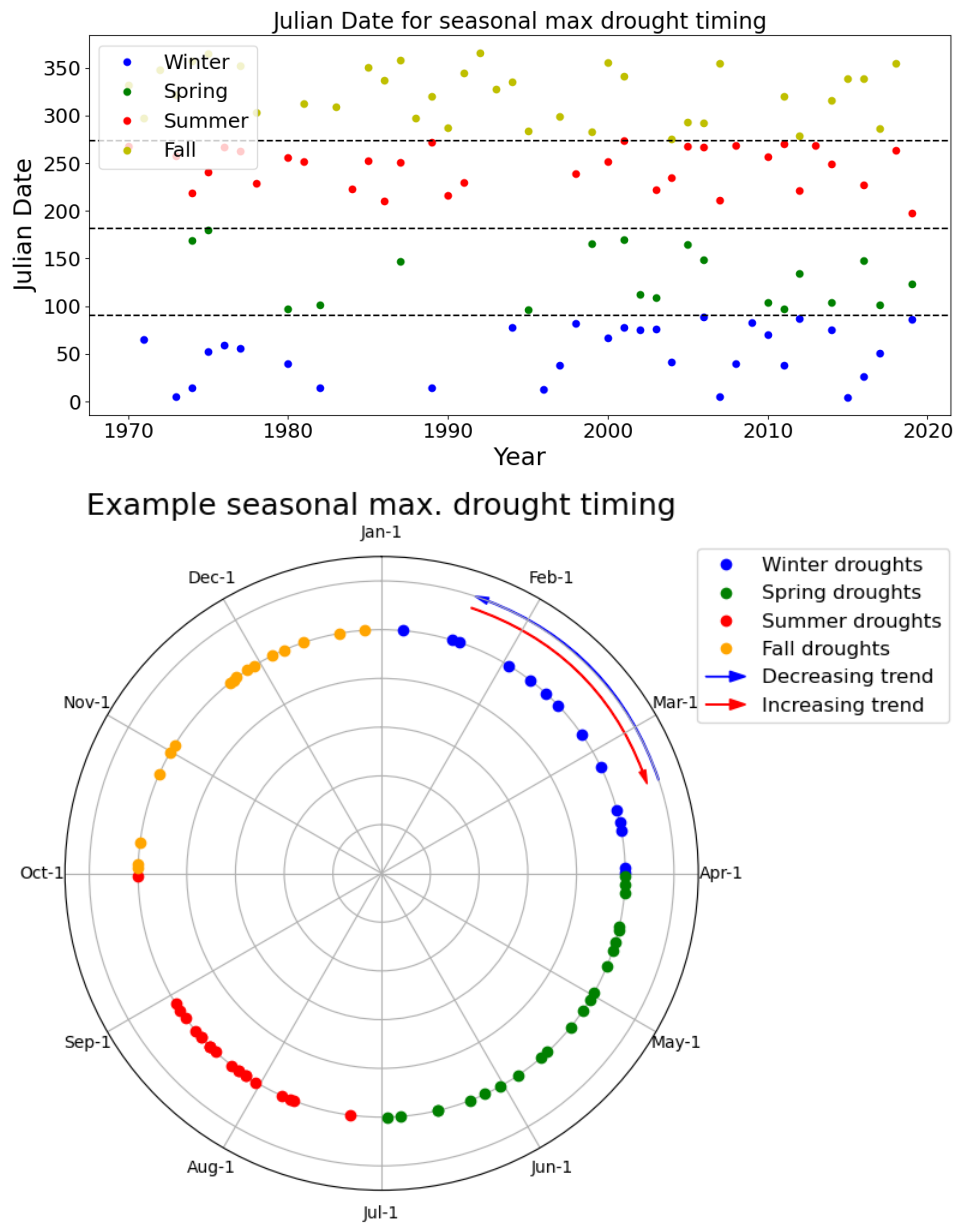 Julian Date for seasonal max drought timing
Winter
Spring
Summer
Fall
350
300
250
200
150
100
50
0
Julian Date
1970 1980 1990 2000 2010 2020
Year
Example seasonal max. drought timing
Jan-1
Feb-1
Mar-1
Apr-1
May-1
Jun-1
Jul-1
Aug-1
Sep-1
Oct-1
Nov-1
Dec-1
Winter droughts
Spring droughts
Summer droughts
Fall droughts
Decreasing trend
Increasing trend